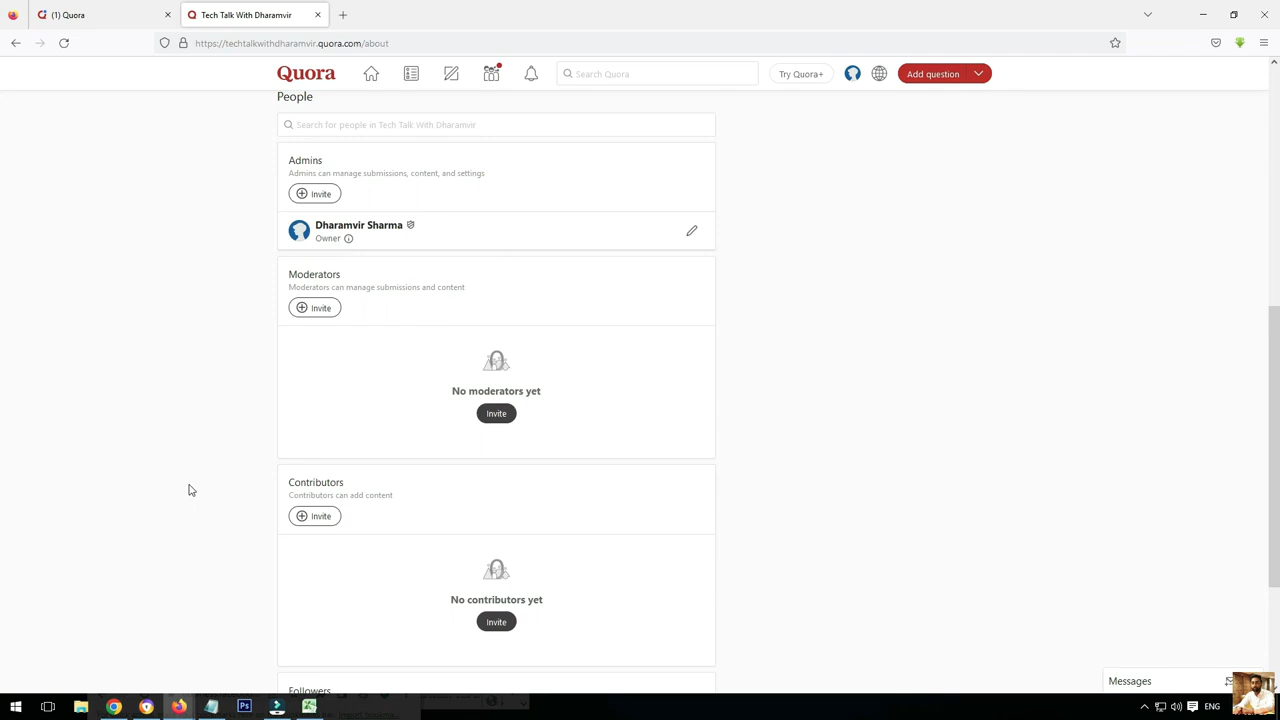 (1) Quora
Tech Talk With Dharamvir
https://techtalkwithdharamvir.quora.com/about
Quora
Search Quora
Try Quora+
Add question
People
Search for people in Tech Talk With Dharamvir
Admins
Admins can manage submissions, content, and settings
Invite
Dharamvir Sharma
Owner
Moderators
Moderators can manage submissions and content
Invite
No moderators yet
Invite
Contributors
Contributors can add content
Invite
No contributors yet
Invite
Followers
Messages
ENG